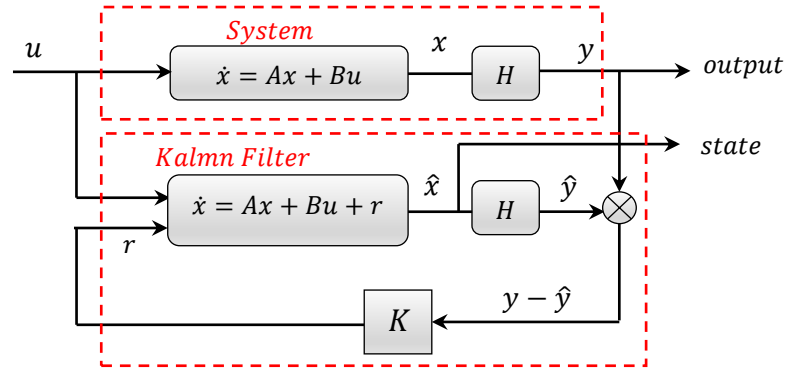 System
u
ẋ = Ax + Bu
x
H
y
output
Kalmn Filter
state
ẋ = Ax + Bu + r
x̂
H
ŷ
r
K
y − ŷ